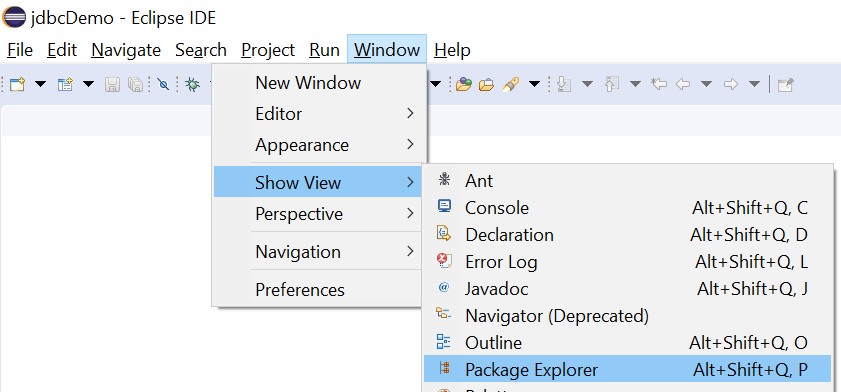 jdbcDemo - Eclipse IDE
File Edit Navigate Search Project Run Window Help
New Window
Editor
Appearance
Show View
Perspective
Navigation
Preferences
Ant
Console Alt+Shift+Q, C
Declaration Alt+Shift+Q, D
Error Log Alt+Shift+Q, L
Javadoc Alt+Shift+Q, J
Navigator (Deprecated)
Outline Alt+Shift+Q, O
Package Explorer Alt+Shift+Q, P